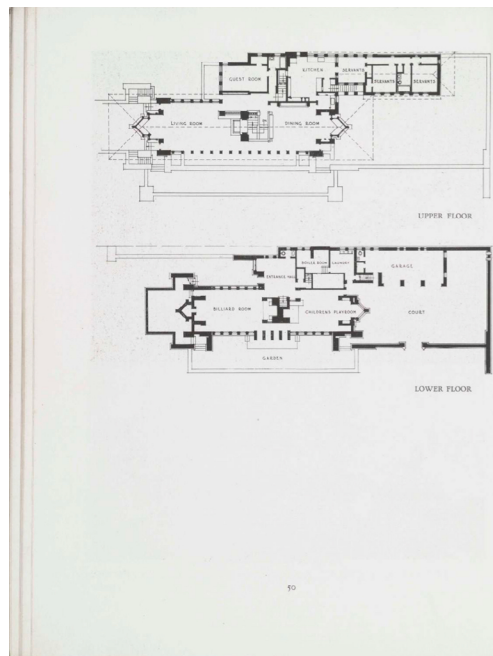 GUEST ROOM
KITCHEN
SERVANTS
SERVANTS
SERVANTS
LIVING ROOM
DINING ROOM
UPPER FLOOR
BOILER ROOM
LAUNDRY
GARAGE
ENTRANCE HALL
BILLIARD ROOM
CHILDREN'S PLAYROOM
COURT
GARDEN
LOWER FLOOR
50